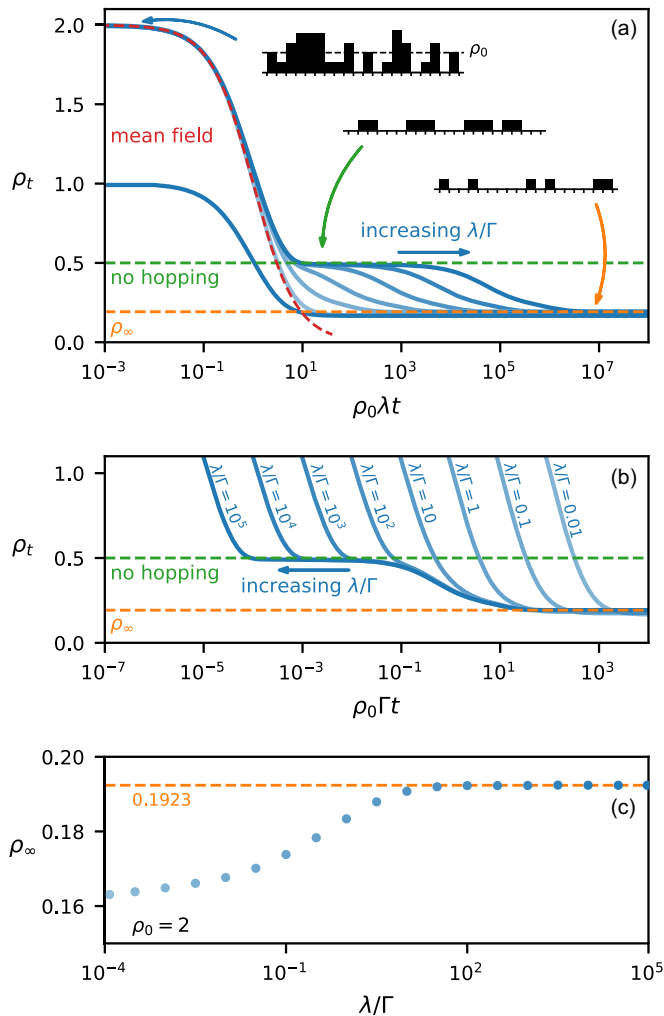 (a)
2.0
1.5
1.0
0.5
0.0
ρ_t
ρ_0
mean field
increasing λ/Γ
no hopping
ρ_∞
10^−3 10^−1 10^1 10^3 10^5 10^7
ρ_0λt
(b)
1.0
0.5
0.0
ρ_t
λ/Γ = 10^5
λ/Γ = 10^4
λ/Γ = 10^3
λ/Γ = 10^2
λ/Γ = 10
λ/Γ = 1
λ/Γ = 0.1
λ/Γ = 0.01
no hopping
increasing λ/Γ
ρ_∞
10^−7 10^−5 10^−3 10^−1 10^1 10^3
ρ_0Γt
(c)
0.20
0.18
0.16
ρ_∞
0.1923
ρ_0 = 2
10^−4 10^−1 10^2 10^5
λ/Γ